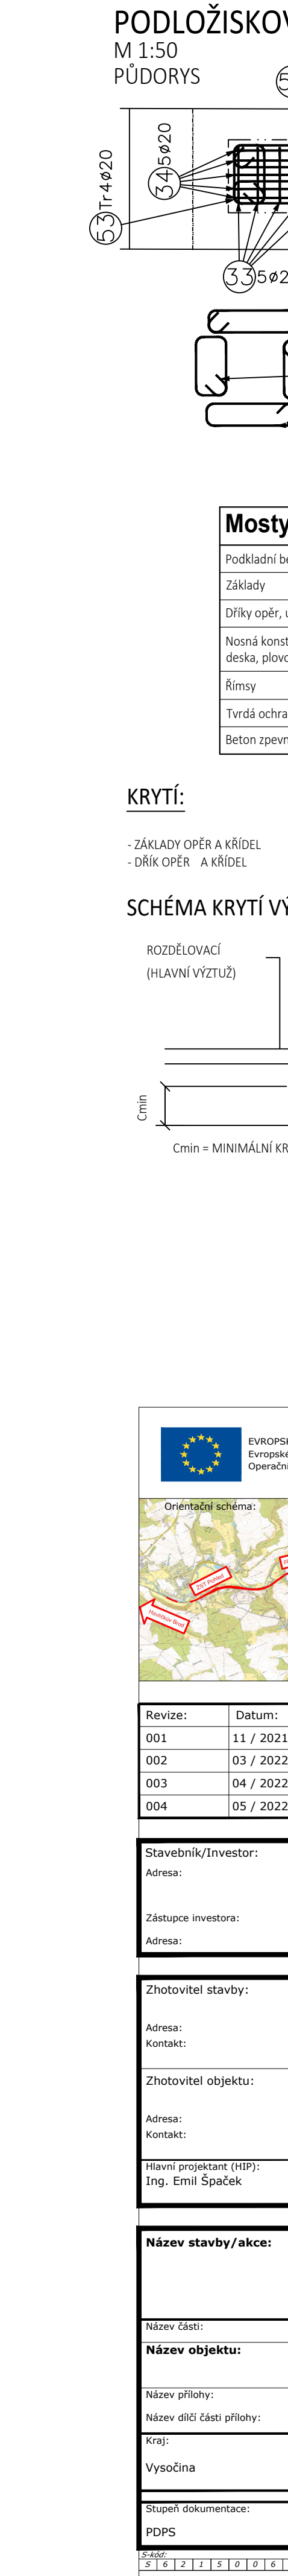 PODLOŽISKOV
M 1:50
PŮDORYS
53 Tr4ø20
34 5ø20
33 5ø2
Mosty
Podkladní be
Základy
Dříky opěr,
Nosná konst
deska, plovo
Římsy
Tvrdá ochra
Beton zpevn
KRYTÍ:
- ZÁKLADY OPĚR A KŘÍDEL
- DŘÍK OPĚR A KŘÍDEL
SCHÉMA KRYTÍ VÝ
ROZDĚLOVACÍ
(HLAVNÍ VÝZTUŽ)
Cmin
Cmin = MINIMÁLNÍ KR
EVROPSK
Evropské
Operační
Orientační schéma:
ŽST Pohled
Havlíčkův Brod
Revize: Datum:
001 11 / 2021
002 03 / 2022
003 04 / 2022
004 05 / 2022
Stavebník/Investor:
Adresa:
Zástupce investora:
Adresa:
Zhotovitel stavby:
Adresa:
Kontakt:
Zhotovitel objektu:
Adresa:
Kontakt:
Hlavní projektant (HIP):
Ing. Emil Špaček
Název stavby/akce:
Název části:
Název objektu:
Název přílohy:
Název dílčí části přílohy:
Kraj:
Vysočina
Stupeň dokumentace:
PDPS
S-kód:
S 6 2 1 5 0 0 6